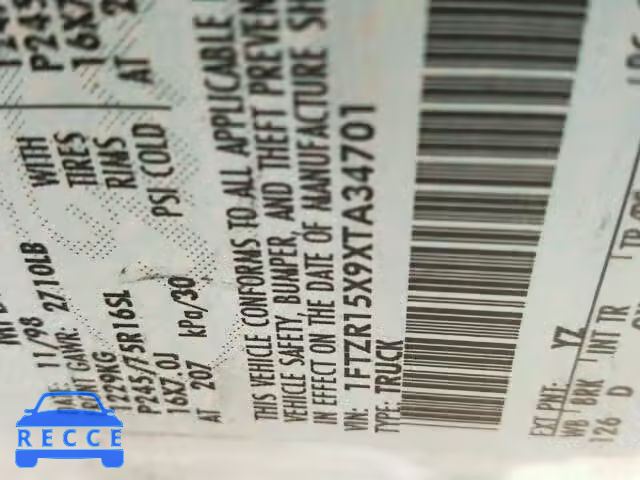 11/98
FRONT GAVR: 2710LB WITH
1229KG TIRES
P245/75R16SL RIMS
16X7.0J PSI COLD
AT 207 kPa/30
P245
16X7
AT
THIS VEHICLE CONFORMS TO ALL APPLICABLE
VEHICLE SAFETY, BUMPER, AND THEFT PREVEN
IN EFFECT ON THE DATE OF MANUFACTURE SH
VIN: 1FTZR15X9XTA34701
TYPE: TRUCK
EXT PNT: YZ
WB BRK INT TR
126 D
RECCE